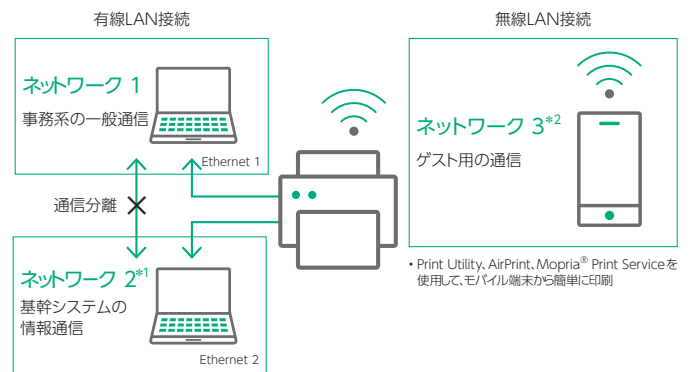 有線LAN接続
無線LAN接続
ネットワーク 1
事務系の一般通信
Ethernet 1
通信分離
ネットワーク 2*1
基幹システムの
情報通信
Ethernet 2
ネットワーク 3*2
ゲスト用の通信
・Print Utility、AirPrint、Mopria® Print Serviceを
使用して、モバイル端末から簡単に印刷